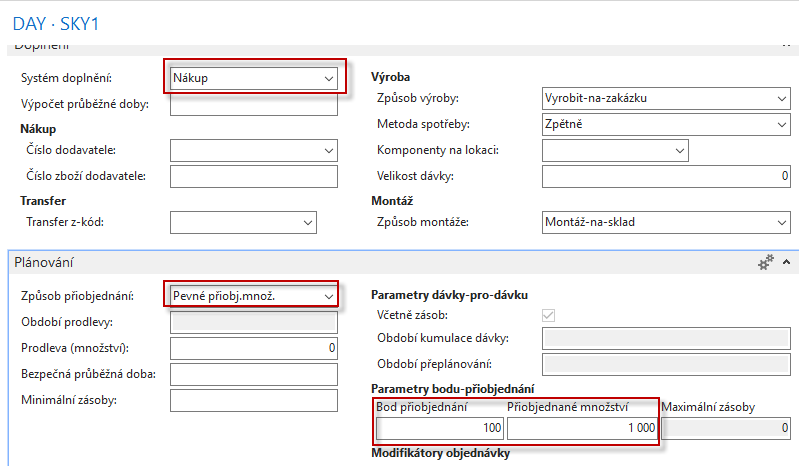 DAY · SKY1
Doplnění
Systém doplnění: Nákup
Výpočet průběžné doby:
Nákup
Číslo dodavatele:
Číslo zboží dodavatele:
Transfer
Transfer z-kód:
Výroba
Způsob výroby: Vyrobit-na-zakázku
Metoda spotřeby: Zpětně
Komponenty na lokaci:
Velikost dávky: 0
Montáž
Způsob montáže: Montáž-na-sklad
Plánování
Způsob přiobjednání: Pevné přiobj.množ.
Období prodlevy:
Prodleva (množství): 0
Bezpečná průběžná doba:
Minimální zásoby:
Parametry dávky-pro-dávku
Včetně zásob:
Období kumulace dávky:
Období přeplánování:
Parametry bodu-přiobjednání
Bod přiobjednání Přiobjednané množství Maximální zásoby
100 1 000 0
Modifikátory objednávky